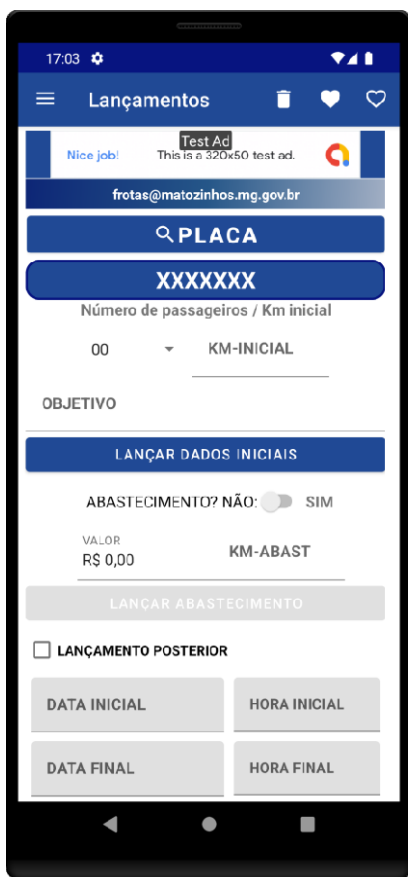 17:03
Lançamentos
Test Ad
Nice job! This is a 320x50 test ad.
frotas@matozinhos.mg.gov.br
PLACA
XXXXXXX
Número de passageiros / Km inicial
00 KM-INICIAL
OBJETIVO
LANÇAR DADOS INICIAIS
ABASTECIMENTO? NÃO: SIM
VALOR
R$ 0,00 KM-ABAST
LANÇAR ABASTECIMENTO
LANÇAMENTO POSTERIOR
DATA INICIAL HORA INICIAL
DATA FINAL HORA FINAL